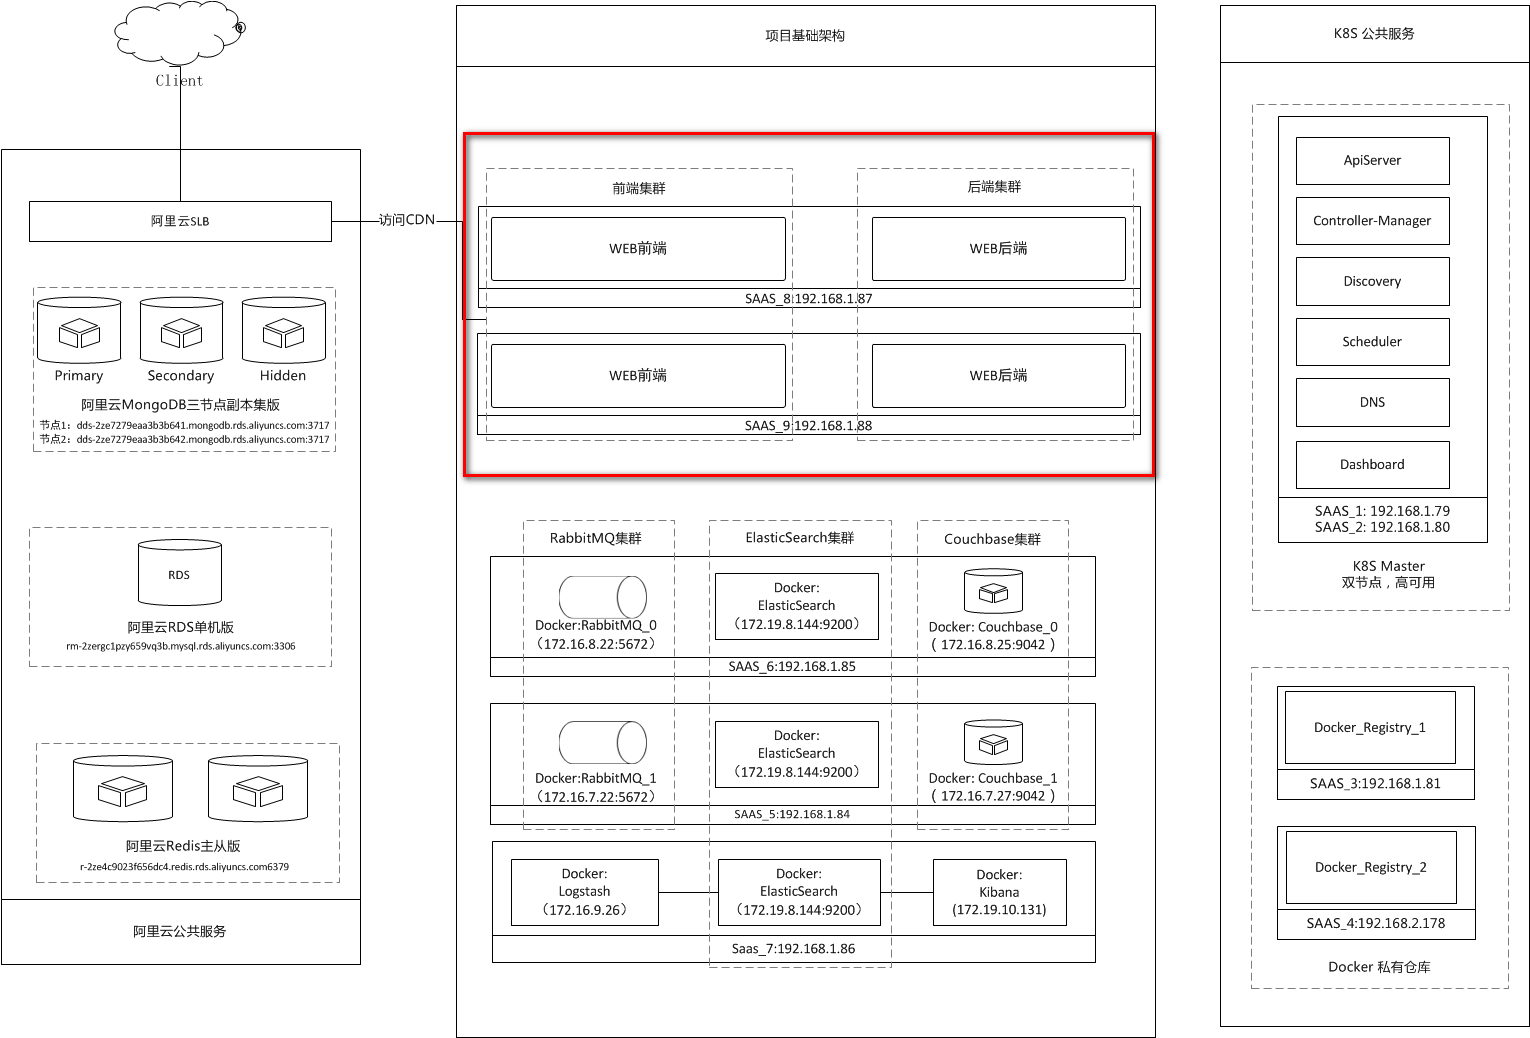 Client
阿里云SLB
访问CDN
Primary
Secondary
Hidden
阿里云MongoDB三节点副本集版
节点1：dds-2ze7279eaa3b3b641.mongodb.rds.aliyuncs.com:3717
节点2：dds-2ze7279eaa3b3b642.mongodb.rds.aliyuncs.com:3717
RDS
阿里云RDS单机版
rm-2zergc1pzy659vq3b.mysql.rds.aliyuncs.com:3306
阿里云Redis主从版
r-2ze4c9023f656dc4.redis.rds.aliyuncs.com6379
阿里云公共服务
项目基础架构
前端集群
后端集群
WEB前端
WEB后端
SAAS_8:192.168.1.87
WEB前端
WEB后端
SAAS_9:192.168.1.88
RabbitMQ集群
ElasticSearch集群
Couchbase集群
Docker:RabbitMQ_0
（172.16.8.22:5672）
Docker:
ElasticSearch
（172.19.8.144:9200）
Docker: Couchbase_0
( 172.16.8.25:9042 )
SAAS_6:192.168.1.85
Docker:RabbitMQ_1
（172.16.7.22:5672）
Docker:
ElasticSearch
（172.19.8.144:9200）
Docker: Couchbase_1
( 172.16.7.27:9042 )
SAAS_5:192.168.1.84
Docker:
Logstash
（172.16.9.26）
Docker:
ElasticSearch
（172.19.8.144:9200）
Docker:
Kibana
(172.19.10.131)
Saas_7:192.168.1.86
K8S 公共服务
ApiServer
Controller-Manager
Discovery
Scheduler
DNS
Dashboard
SAAS_1: 192.168.1.79
SAAS_2: 192.168.1.80
K8S Master
双节点，高可用
Docker_Registry_1
SAAS_3:192.168.1.81
Docker_Registry_2
SAAS_4:192.168.2.178
Docker 私有仓库